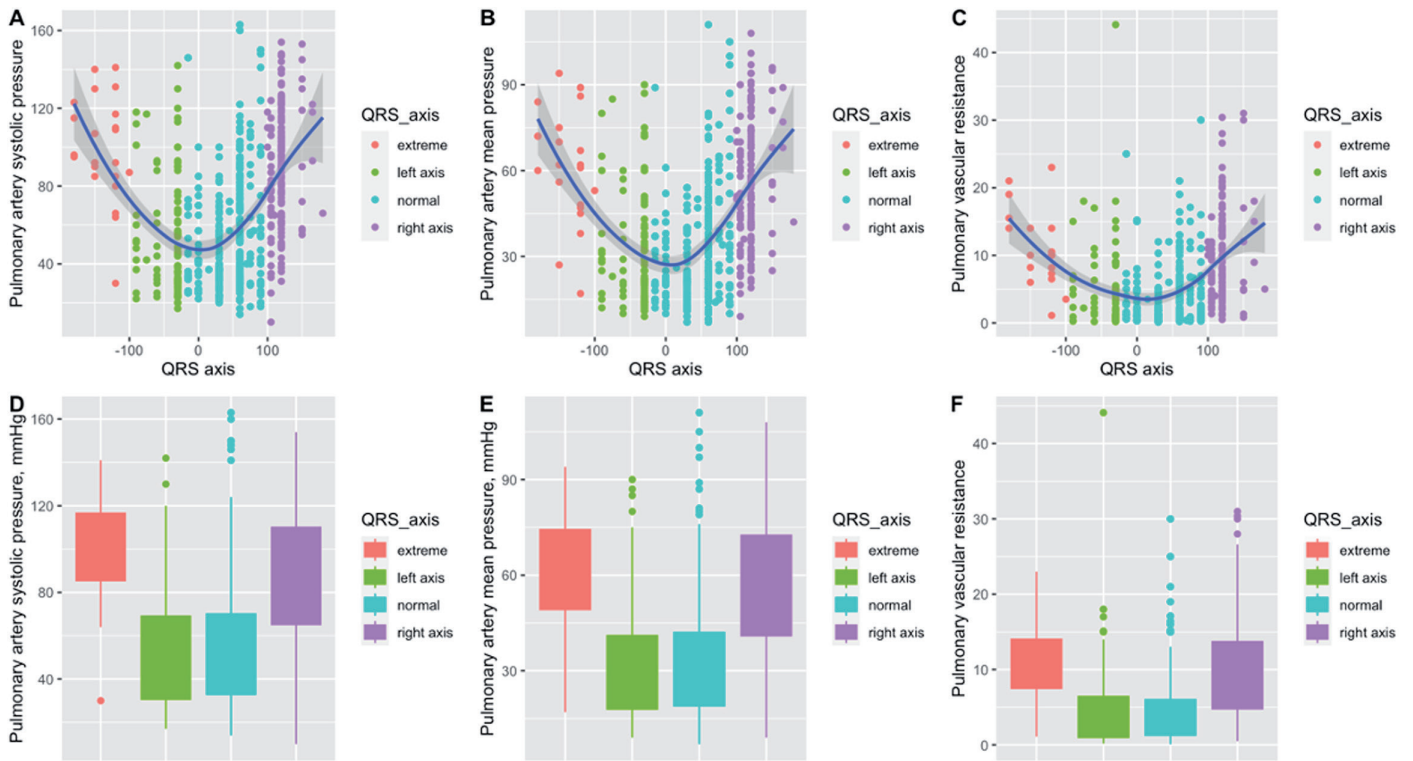 A
Pulmonary artery systolic pressure
160
120
80
40
-100
0
100
QRS axis
QRS_axis
extreme
left axis
normal
right axis
B
Pulmonary artery mean pressure
90
60
30
-100
0
100
QRS axis
QRS_axis
extreme
left axis
normal
right axis
C
Pulmonary vascular resistance
40
30
20
10
0
-100
0
100
QRS axis
QRS_axis
extreme
left axis
normal
right axis
D
Pulmonary artery systolic pressure, mmHg
160
120
80
40
QRS_axis
extreme
left axis
normal
right axis
E
Pulmonary artery mean pressure, mmHg
90
60
30
QRS_axis
extreme
left axis
normal
right axis
F
Pulmonary vascular resistance
40
30
20
10
0
QRS_axis
extreme
left axis
normal
right axis